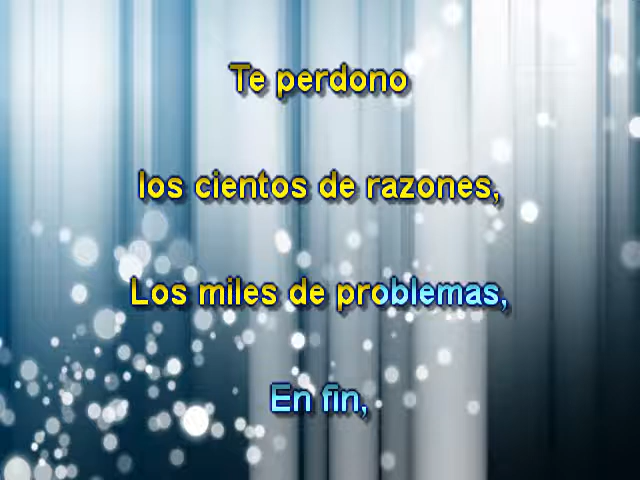 Te perdono
los cientos de razones,
Los miles de problemas,
En fin,